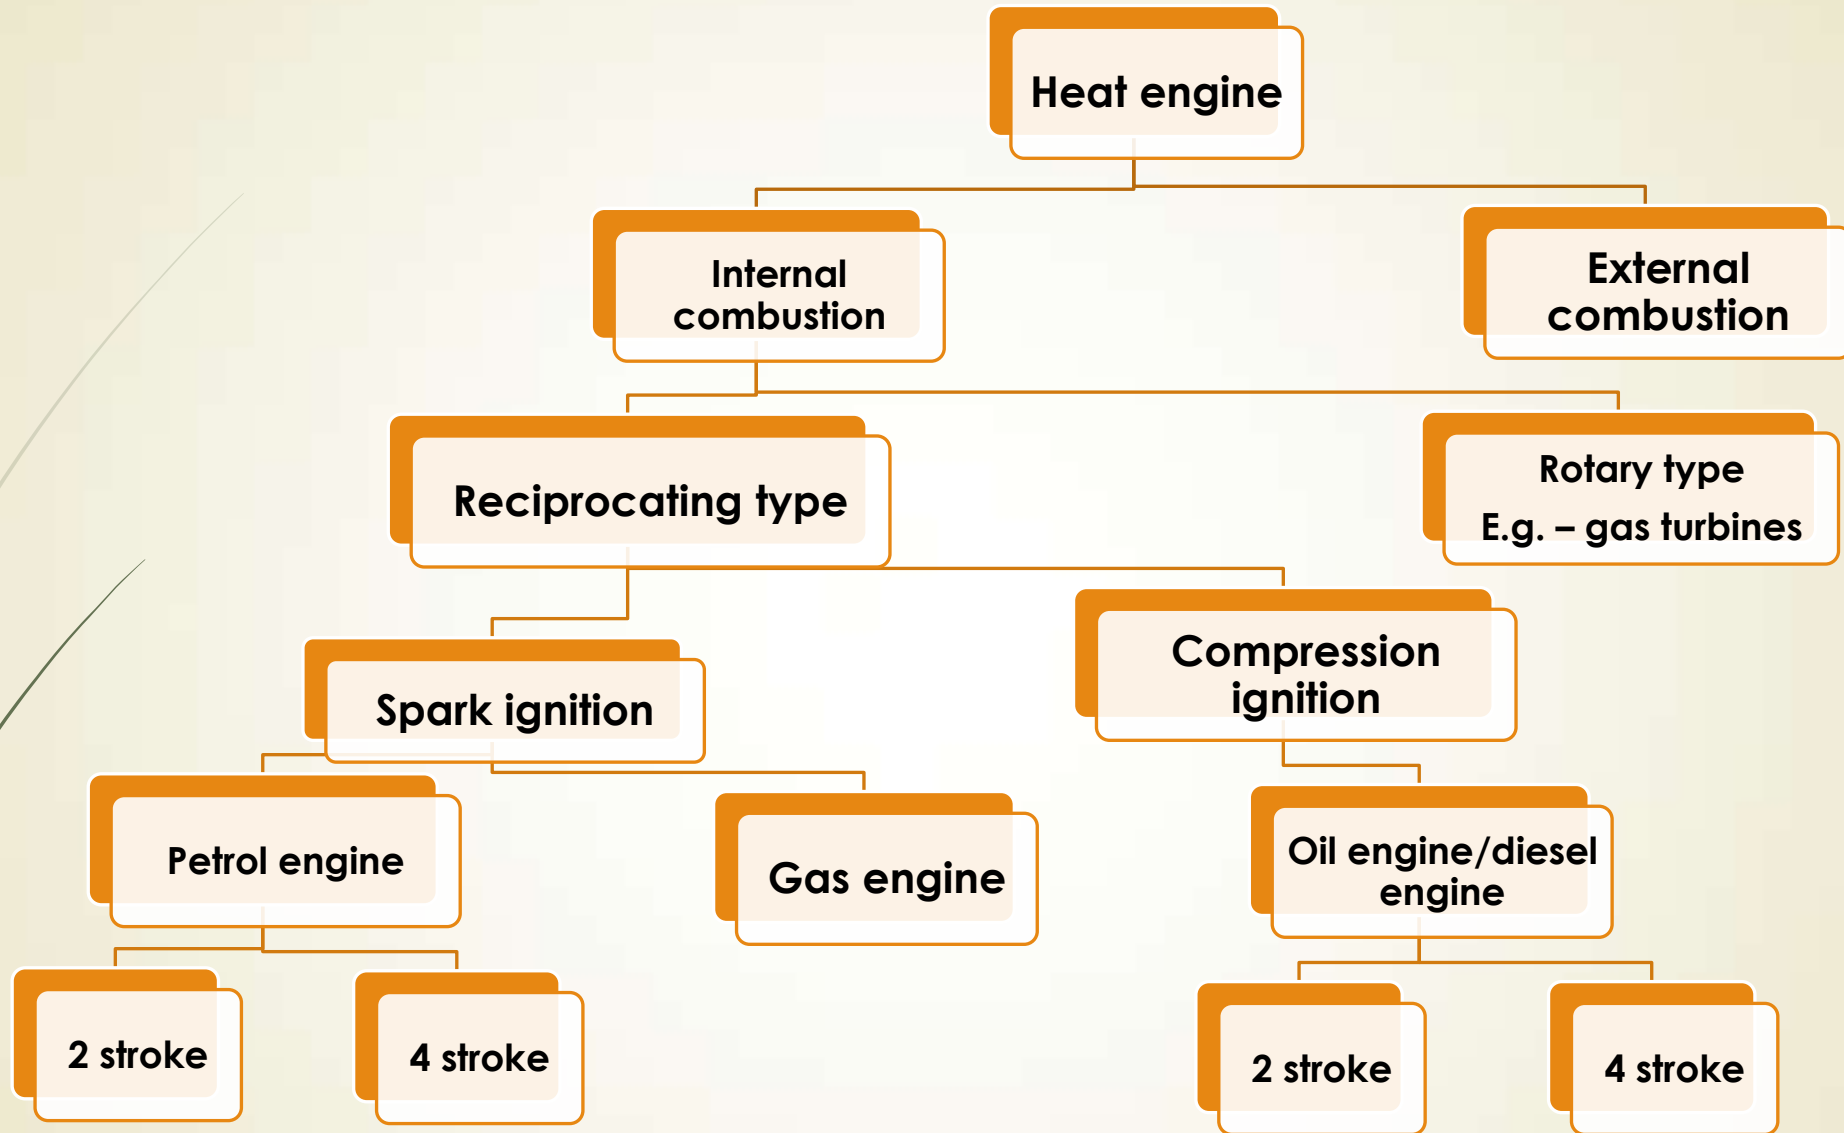 Heat engine
Internal
combustion
External
combustion
Reciprocating type
Rotary type
E.g. – gas turbines
Spark ignition
Compression
ignition
Petrol engine
Gas engine
Oil engine/diesel
engine
2 stroke
4 stroke
2 stroke
4 stroke